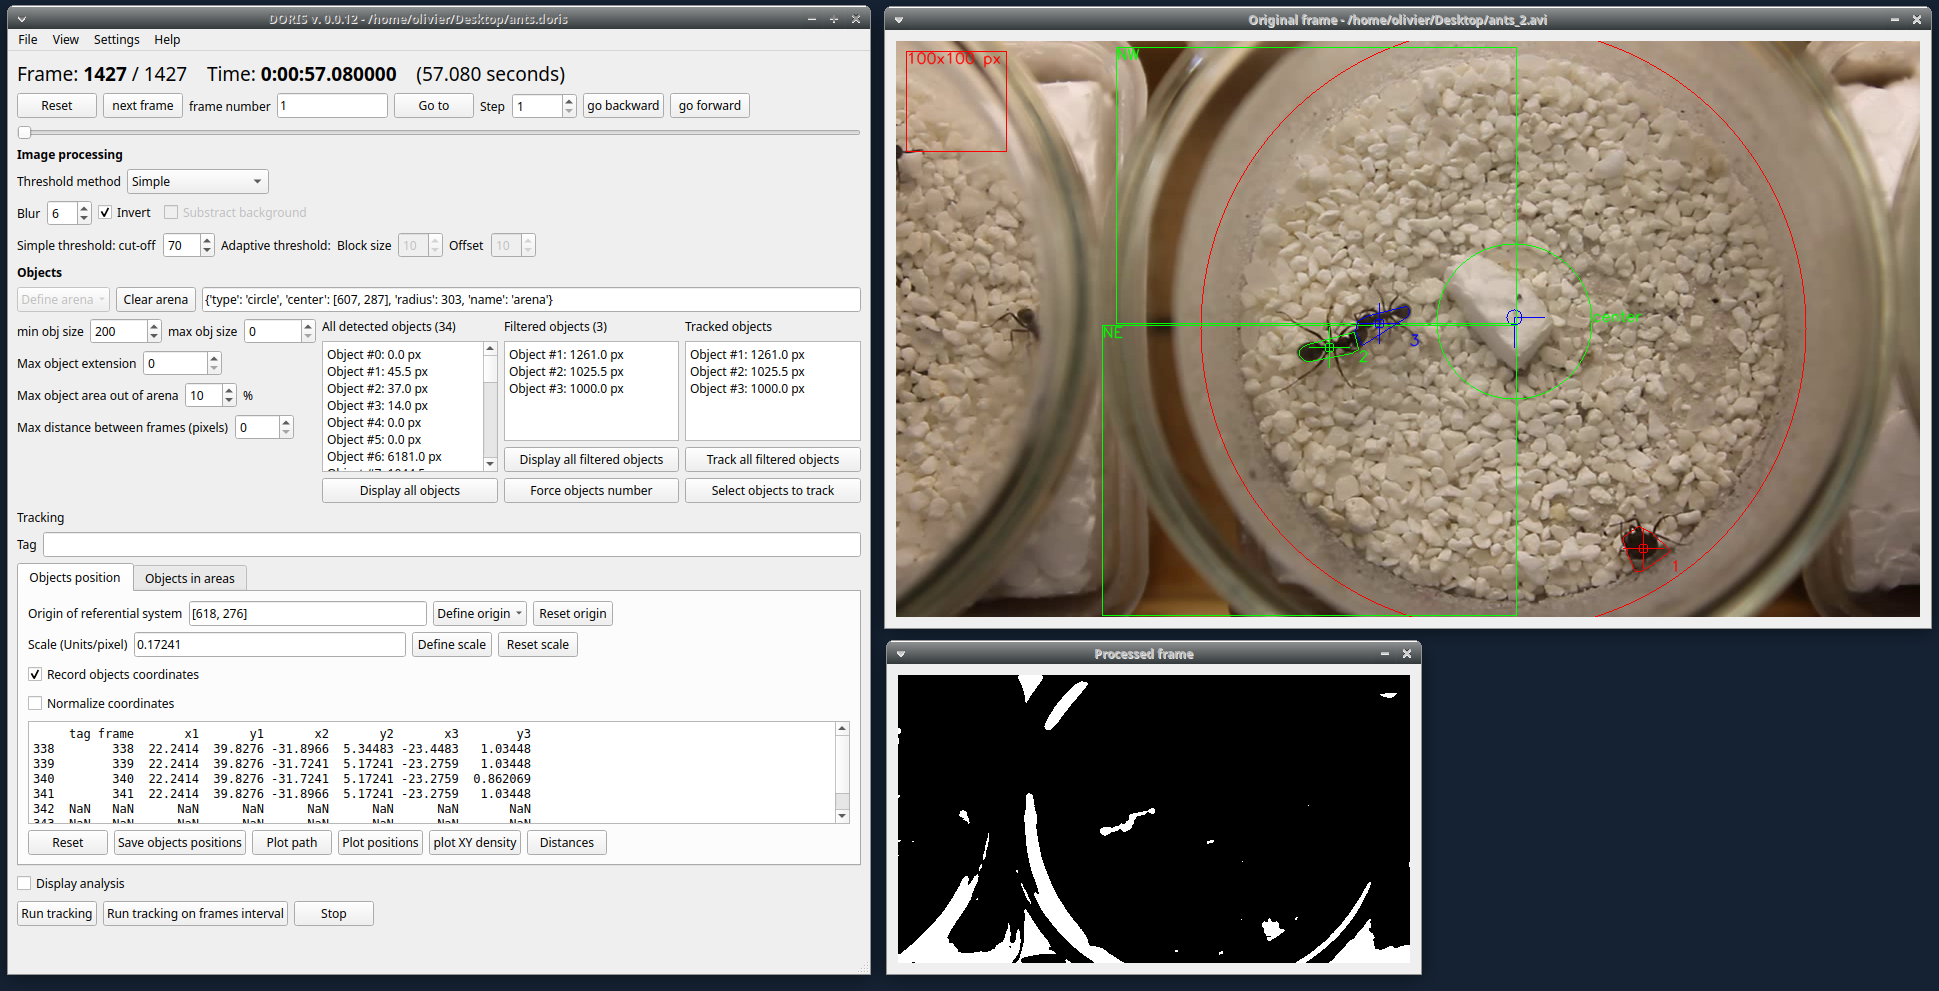 DORIS v. 0.0.12 - /home/olivier/Desktop/ants.doris
File View Settings Help
Frame: 1427 / 1427 Time: 0:00:57.080000 (57.080 seconds)
Reset next frame frame number 1 Go to Step 1 go backward go forward
Image processing
Threshold method Simple
Blur 6 Invert Substract background
Simple threshold: cut-off 70 Adaptive threshold: Block size 10 Offset 10
Objects
Define arena Clear arena {'type': 'circle', 'center': [607, 287], 'radius': 303, 'name': 'arena'}
min obj size 200 max obj size 0
Max object extension 0
Max object area out of arena 10 %
Max distance between frames (pixels) 0
All detected objects (34)
Object #0: 0.0 px
Object #1: 45.5 px
Object #2: 37.0 px
Object #3: 14.0 px
Object #4: 0.0 px
Object #5: 0.0 px
Object #6: 6181.0 px
Display all objects
Filtered objects (3)
Object #1: 1261.0 px
Object #2: 1025.5 px
Object #3: 1000.0 px
Display all filtered objects
Force objects number
Tracked objects
Object #1: 1261.0 px
Object #2: 1025.5 px
Object #3: 1000.0 px
Track all filtered objects
Select objects to track
Tracking
Tag
Objects position Objects in areas
Origin of referential system [618, 276] Define origin Reset origin
Scale (Units/pixel) 0.17241 Define scale Reset scale
Record objects coordinates
Normalize coordinates
tag frame x1 y1 x2 y2 x3 y3
338 338 22.2414 39.8276 -31.8966 5.34483 -23.4483 1.03448
339 339 22.2414 39.8276 -31.7241 5.17241 -23.2759 1.03448
340 340 22.2414 39.8276 -31.7241 5.17241 -23.2759 0.862069
341 341 22.2414 39.8276 -31.8966 5.17241 -23.2759 1.03448
342 NaN NaN NaN NaN NaN NaN NaN NaN
Reset Save objects positions Plot path Plot positions plot XY density Distances
Display analysis
Run tracking Run tracking on frames interval Stop
Original frame - /home/olivier/Desktop/ants_2.avi
100x100 px
NW
NE
center
2
3
1
Processed frame